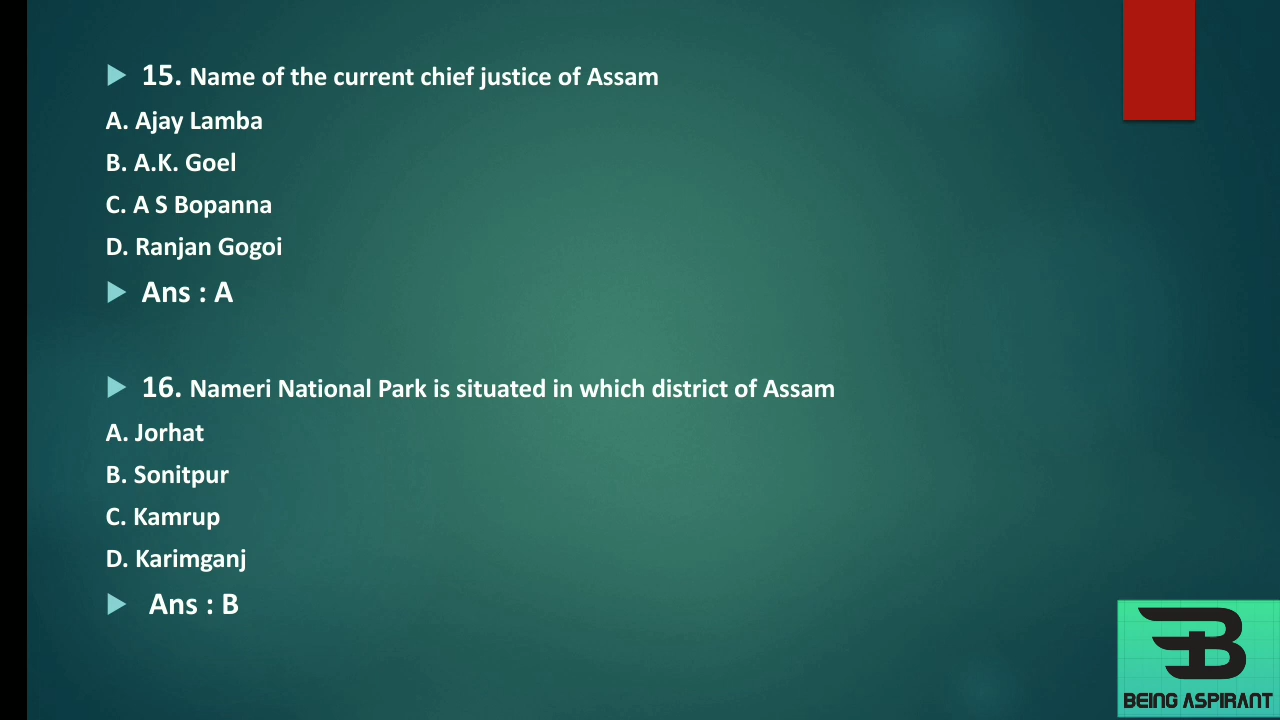 15. Name of the current chief justice of Assam
A. Ajay Lamba
B. A.K. Goel
C. A S Bopanna
D. Ranjan Gogoi
Ans : A
16. Nameri National Park is situated in which district of Assam
A. Jorhat
B. Sonitpur
C. Kamrup
D. Karimganj
Ans : B
BEING ASPIRANT